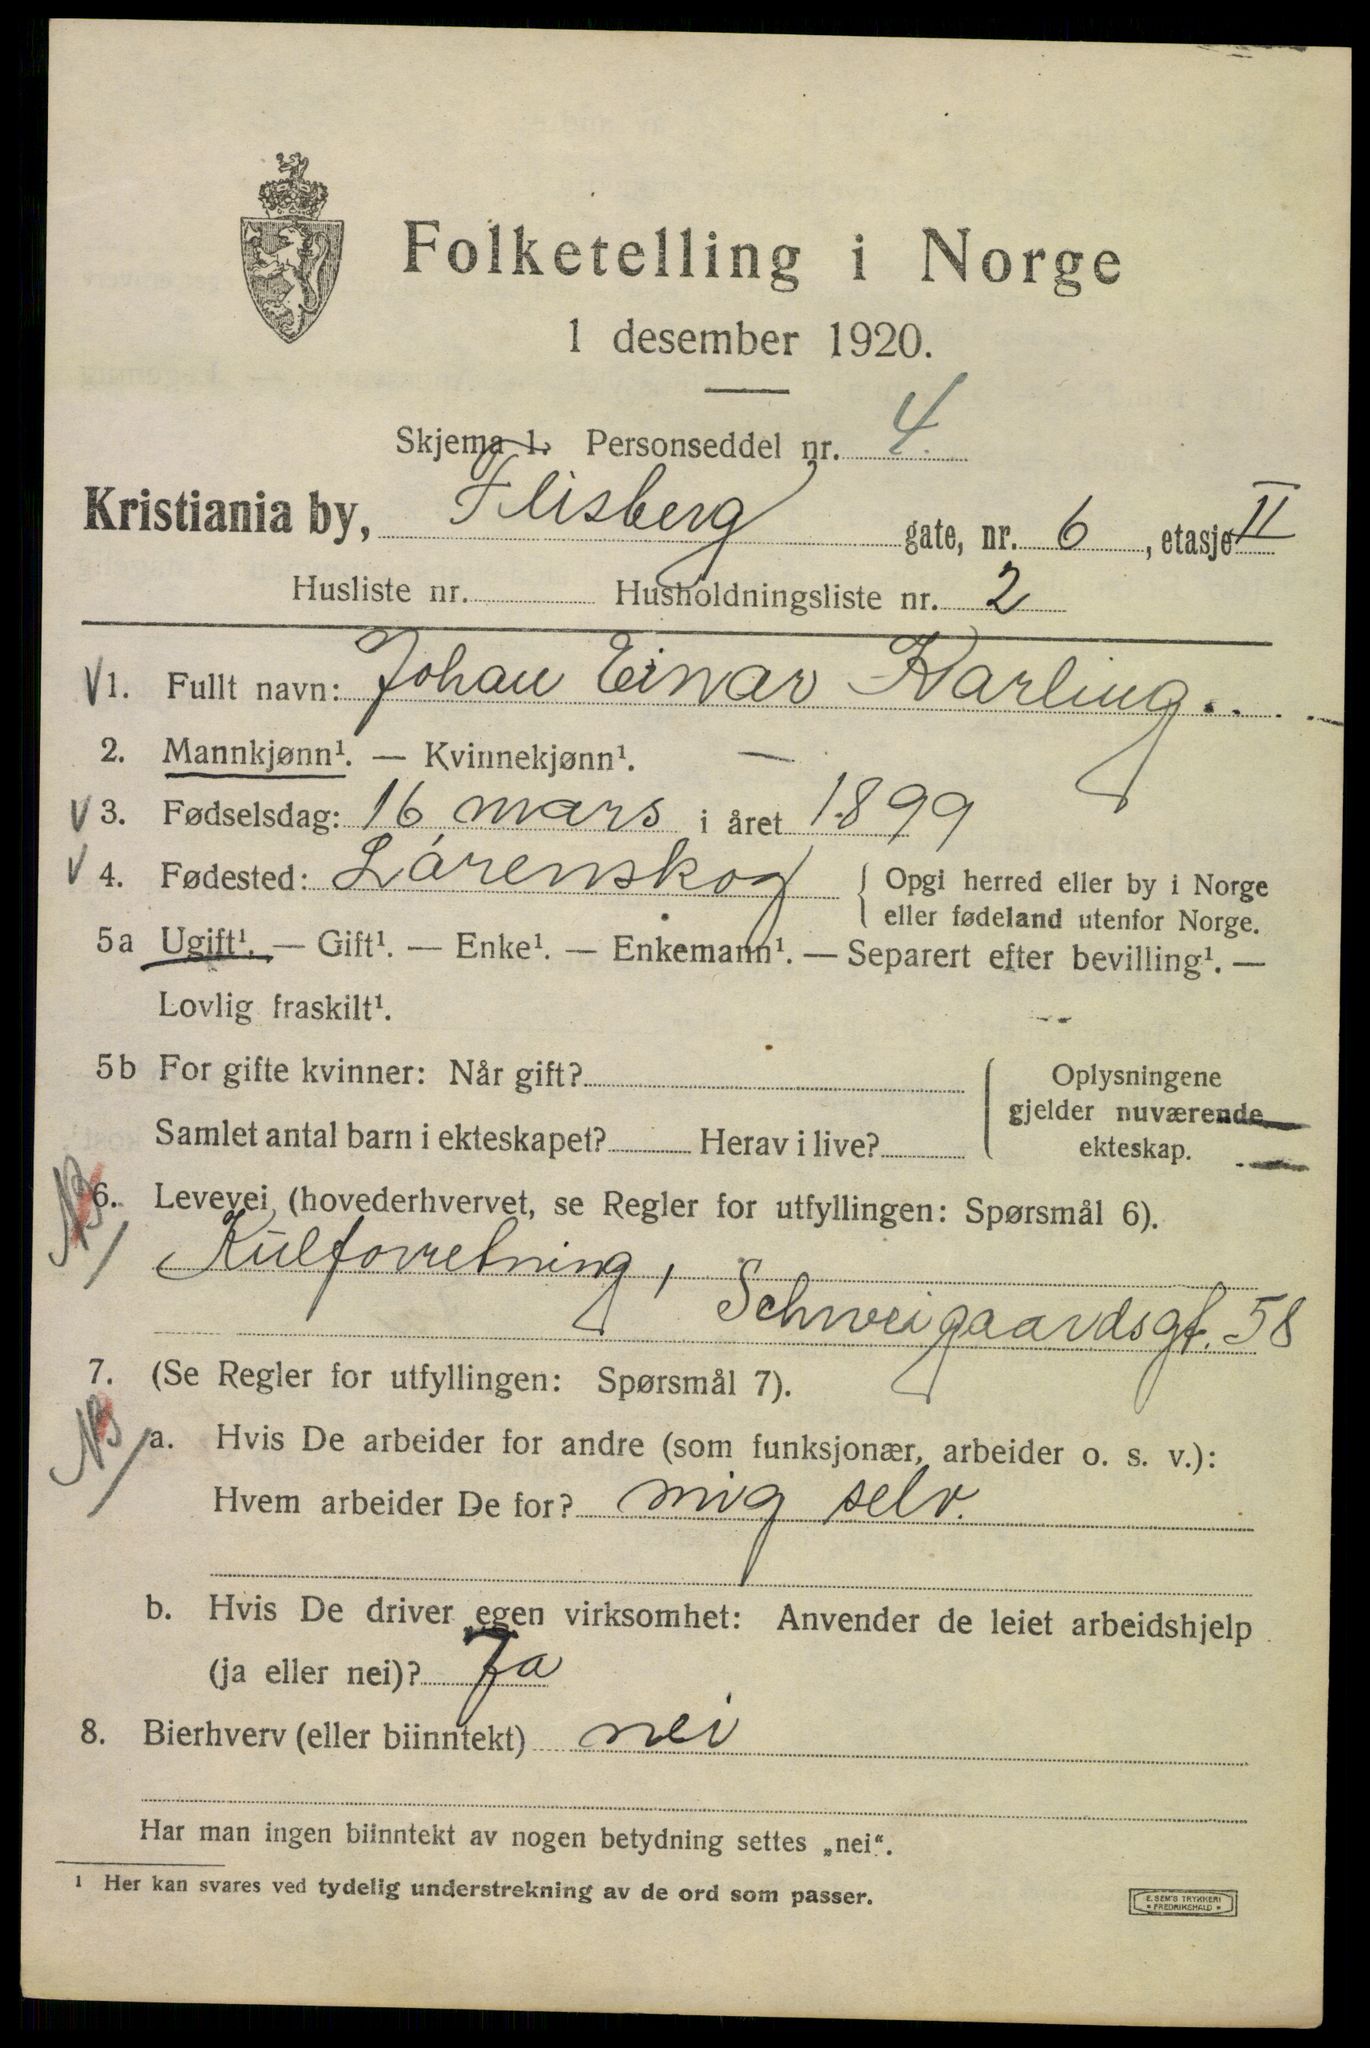 Folketelling i Norge
1 desember 1920.
Skjema 1. Personseddel nr. 4.
Kristiania by, Flisberg gate, nr. 6, etasje II
Husliste nr. Husholdningsliste nr. 2
V 1. Fullt navn: Johan Einar Karling.
2. Mannkjønn¹. — Kvinnekjønn¹. —
V 3. Fødselsdag: 16 mars i året 1899
V 4. Fødested: Lørenskog { Opgi herred eller by i Norge
eller fødeland utenfor Norge.
5a Ugift¹. — Gift¹. — Enke¹. — Enkemann¹. — Separert efter bevilling¹. —
Lovlig fraskilt¹.
5b For gifte kvinner: Når gift? { Oplysningene
gjelder nuværende
Samlet antal barn i ekteskapet? Herav i live? ekteskap.
NB 6. Levevei (hovederhvervet, se Regler for utfyllingen: Spørsmål 6).
Kulforretning,
Schweigaardsgt. 58
7. (Se Regler for utfyllingen: Spørsmål 7).
NB a. Hvis De arbeider for andre (som funksjonær, arbeider o. s. v.):
Hvem arbeider De for? mig selv.
b. Hvis De driver egen virksomhet: Anvender de leiet arbeidshjelp
(ja eller nei)? Ja
8. Bierhverv (eller biinntekt) nei
Har man ingen biinntekt av nogen betydning settes „nei“.
1 Her kan svares ved tydelig understrekning av de ord som passer.
E. SEM'S TRYKKERI
* FREDRIKSHALD *